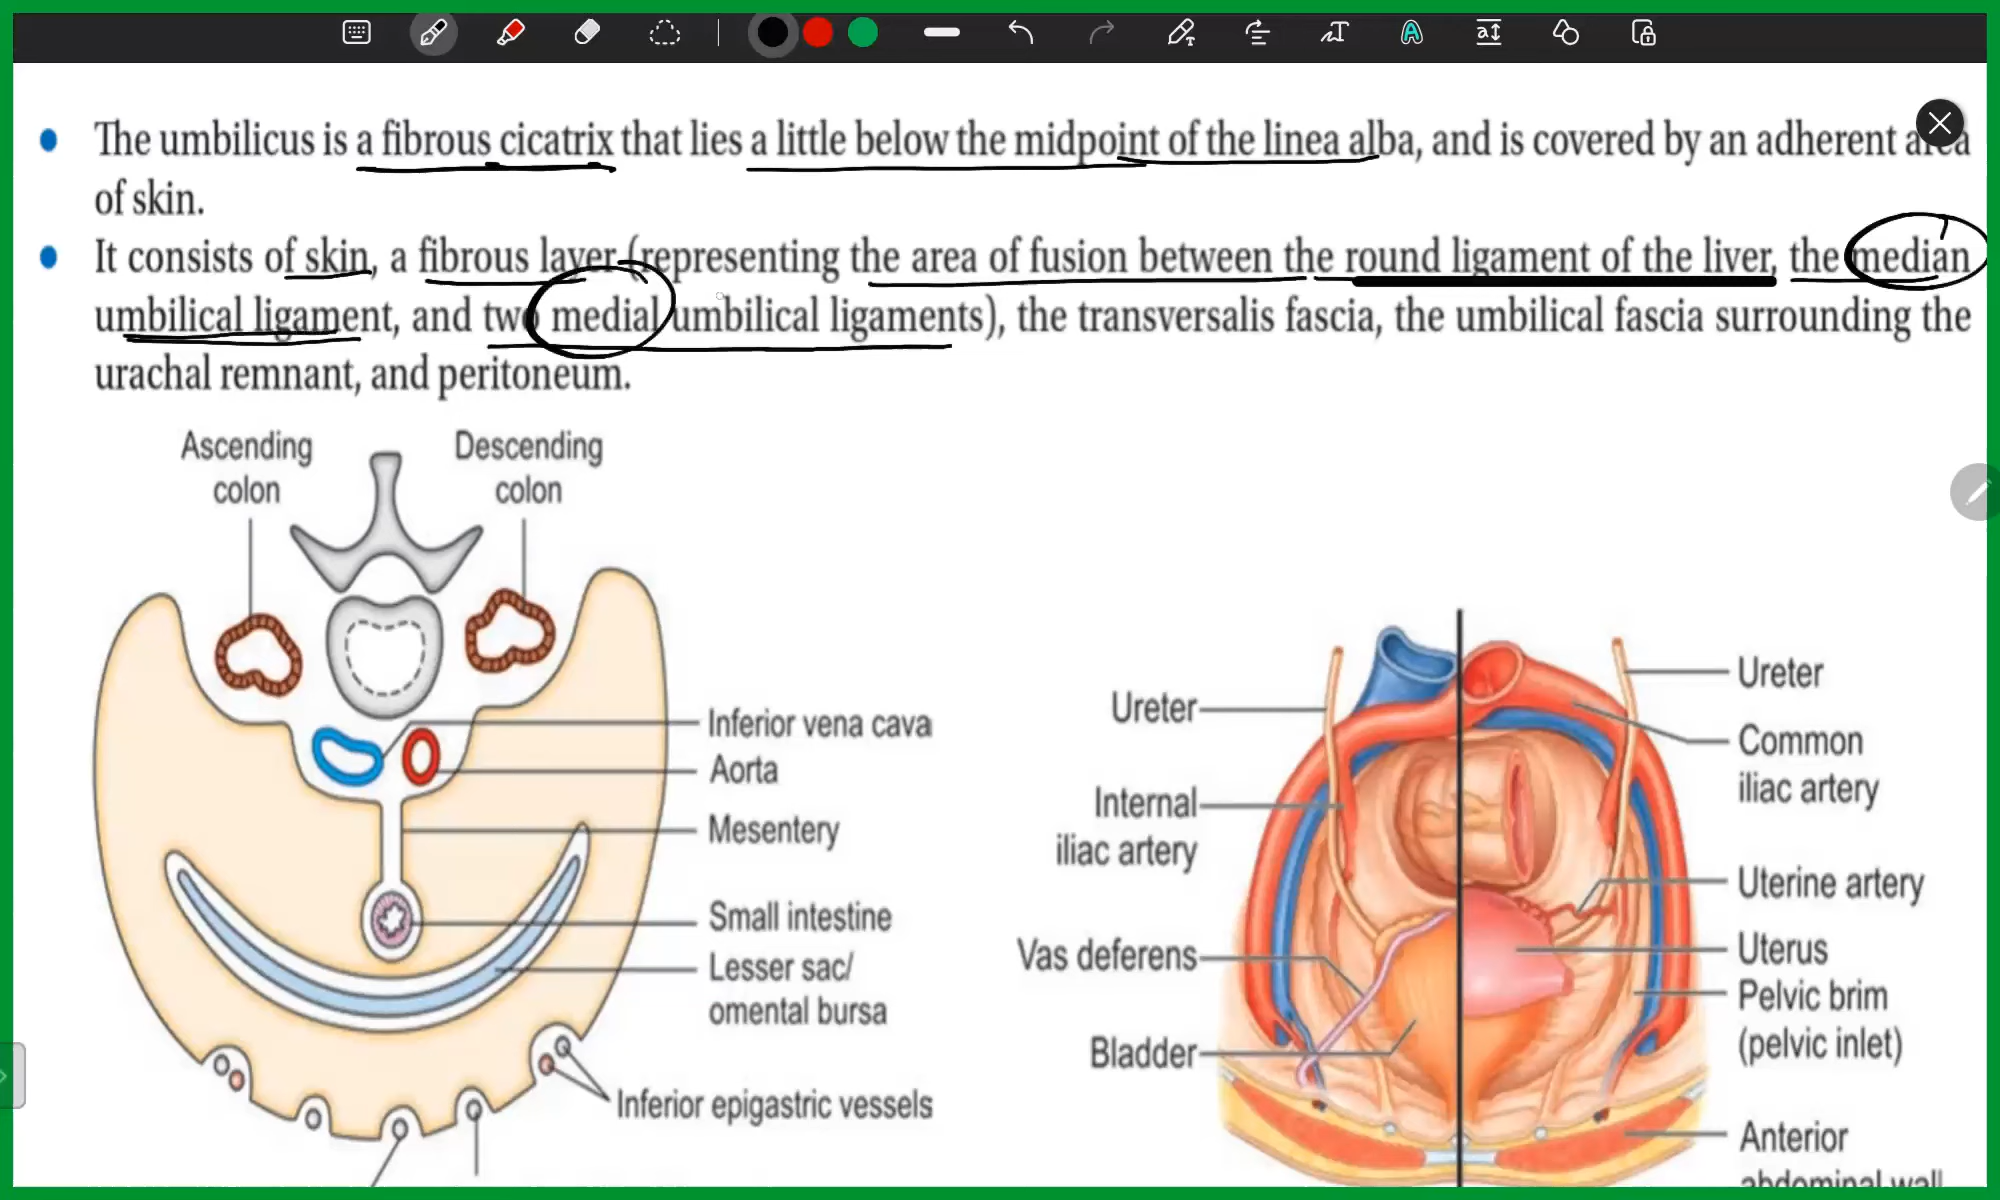 The umbilicus is a fibrous cicatrix that lies a little below the midpoint of the linea alba, and is covered by an adherent area
of skin.
It consists of skin, a fibrous layer (representing the area of fusion between the round ligament of the liver, the median
umbilical ligament, and two medial umbilical ligaments), the transversalis fascia, the umbilical fascia surrounding the
urachal remnant, and peritoneum.
Ascending
colon
Descending
colon
Inferior vena cava
Aorta
Mesentery
Small intestine
Lesser sac/
omental bursa
Inferior epigastric vessels
Ureter
Internal
iliac artery
Vas deferens
Bladder
Ureter
Common
iliac artery
Uterine artery
Uterus
Pelvic brim
(pelvic inlet)
Anterior
abdominal wall